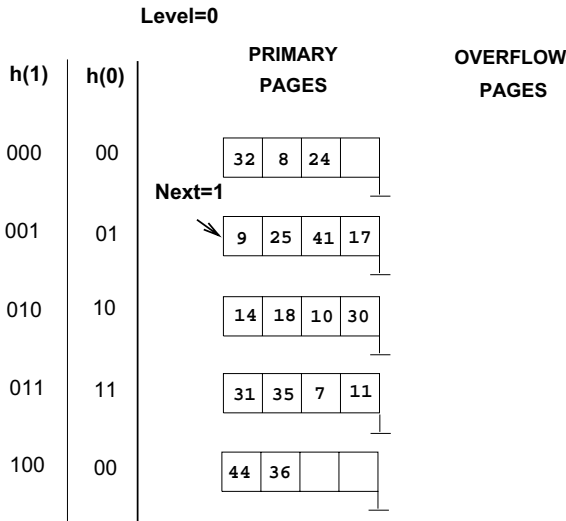 Level=0
h(1) h(0) PRIMARY PAGES OVERFLOW PAGES
000 00 32 8 24
Next=1
001 01 9 25 41 17
010 10 14 18 10 30
011 11 31 35 7 11
100 00 44 36